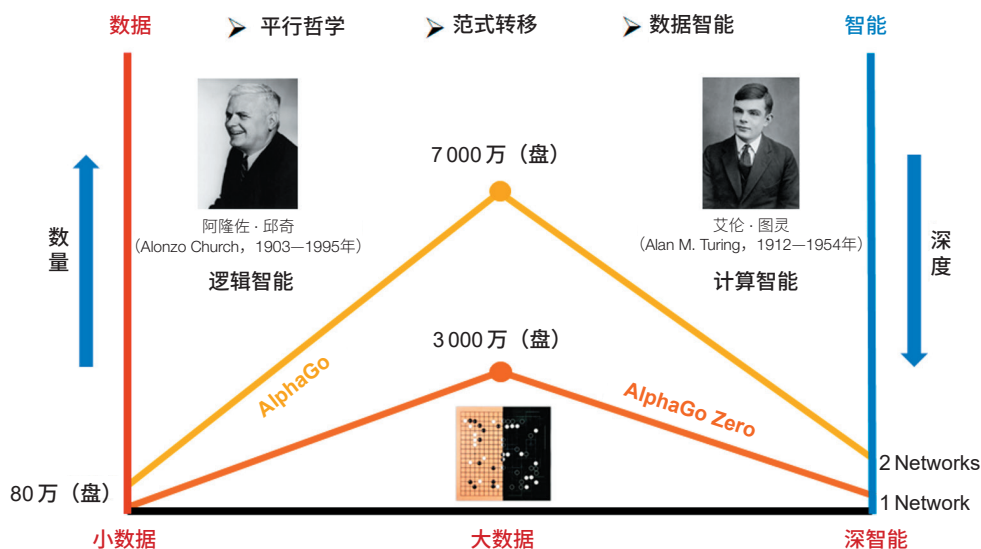 数据
平行哲学
范式转移
数据智能
智能
7 000 万（盘）
阿隆佐 · 邱奇
（Alonzo Church，1903—1995年）
逻辑智能
艾伦 · 图灵
（Alan M. Turing，1912—1954年）
计算智能
数量
深度
3 000 万（盘）
AlphaGo
AlphaGo Zero
2 Networks
80 万（盘）
1 Network
小数据
大数据
深智能